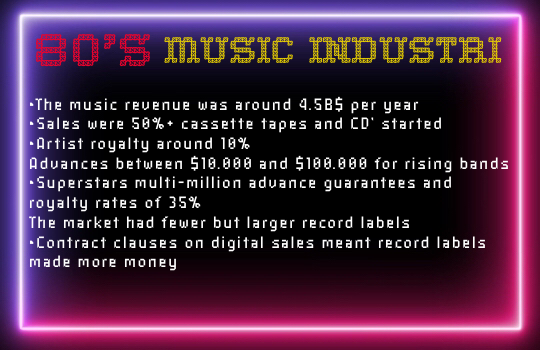 80'S MUSIC INDUSTRI
•The music revenue was around 4.5B$ per year
•Sales were 50%+ cassette tapes and CD' started
•Artist royalty around 10%
Advances between $10.000 and $100.000 for rising bands
•Superstars multi-million advance guarantees and
royalty rates of 35%
The market had fewer but larger record labels
•Contract clauses on digital sales meant record labels
made more money